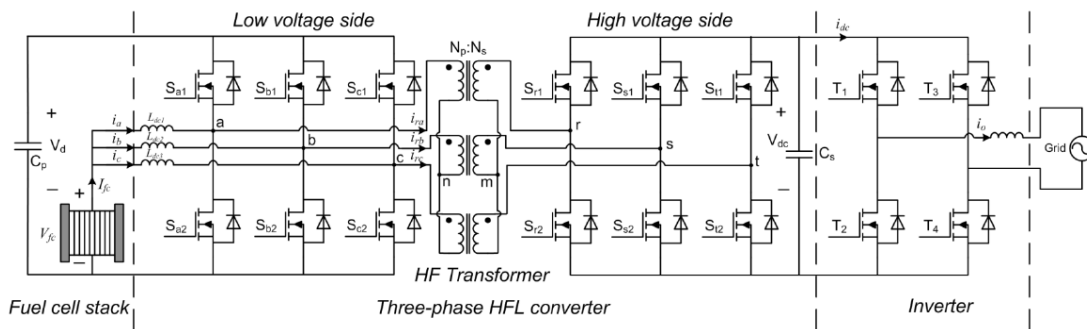 Low voltage side
High voltage side
Np:Ns
idc
Sa1
Sb1
Sc1
Sr1
Ss1
St1
T1
T3
+
Vd
−
Cp
ia
Ldc1
a
ira
ib
Ldc2
b
irb
ic
Ldc3
c
irc
n
m
r
s
t
+
Vdc
−
Cs
io
Grid
Ifc
+
Vfc
−
Sa2
Sb2
Sc2
Sr2
Ss2
St2
T2
T4
HF Transformer
Fuel cell stack
Three-phase HFL converter
Inverter